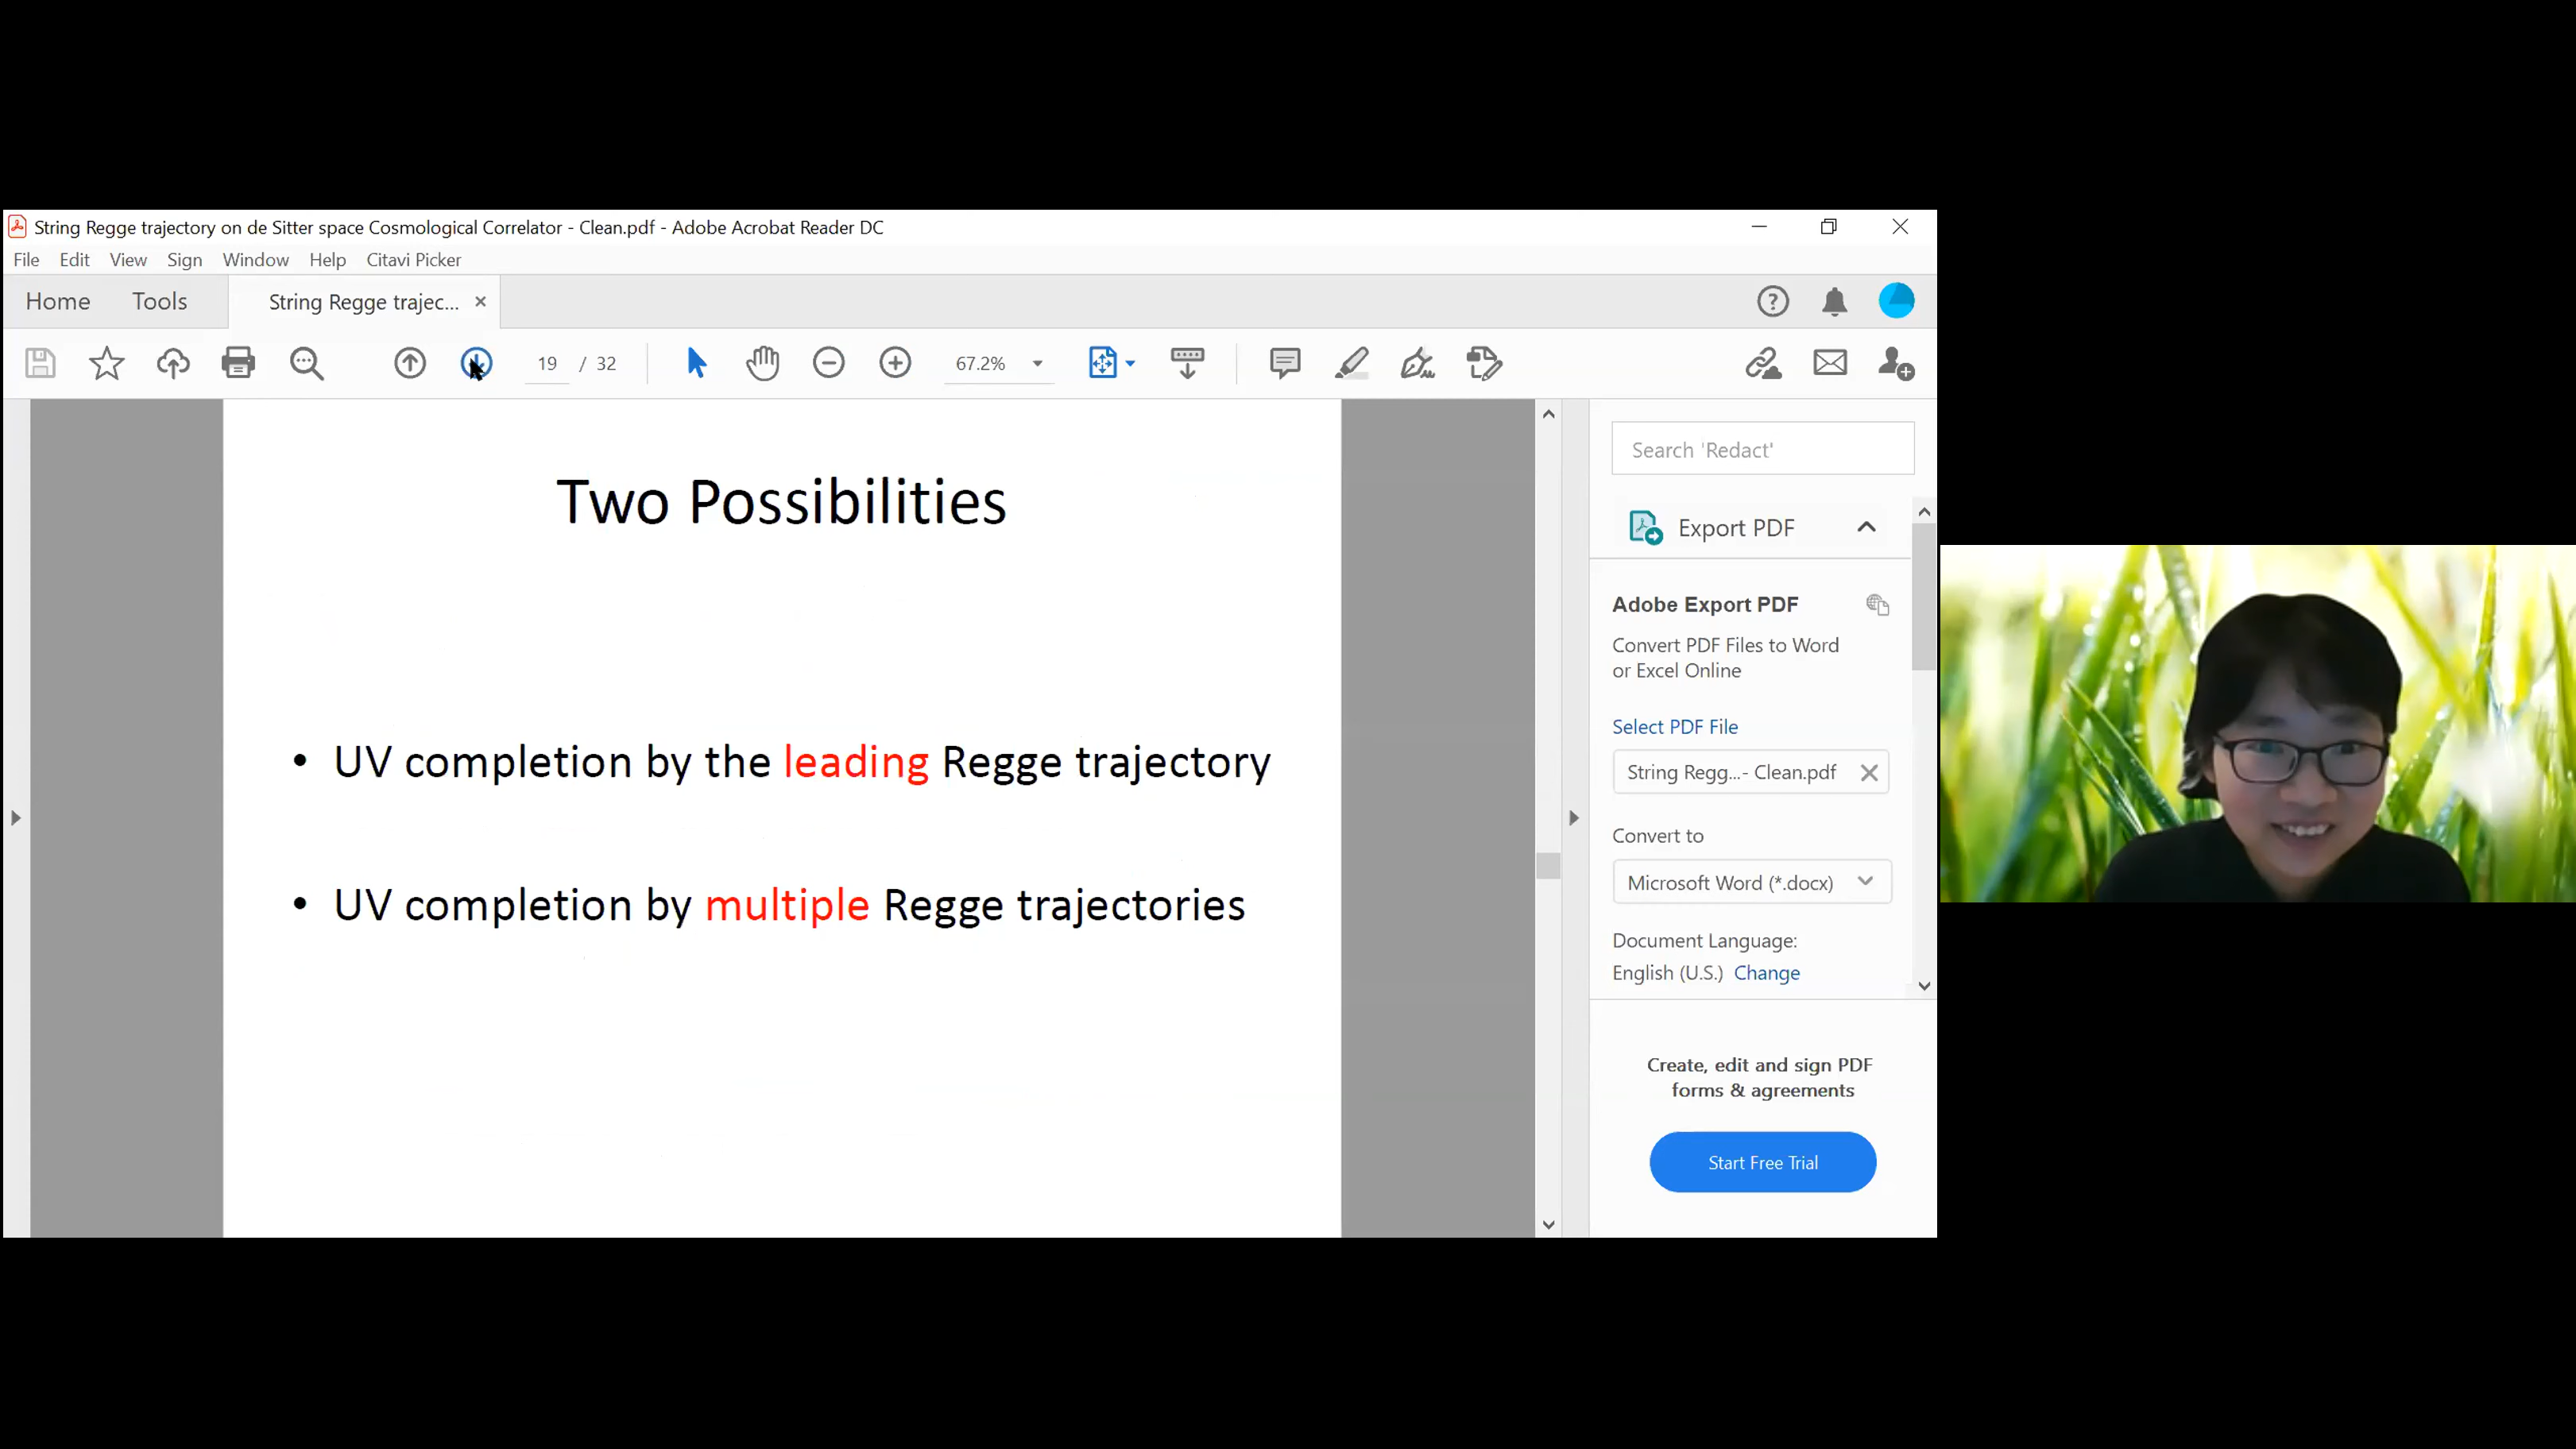 String Regge trajectory on de Sitter space Cosmological Correlator - Clean.pdf - Adobe Acrobat Reader DC
File Edit View Sign Window Help Citavi Picker
Home Tools String Regge trajec...
19 / 32 67.2%
Two Possibilities
• UV completion by the leading Regge trajectory
• UV completion by multiple Regge trajectories
Search 'Redact'
Export PDF
Adobe Export PDF
Convert PDF Files to Word
or Excel Online
Select PDF File
String Regg...- Clean.pdf
Convert to
Microsoft Word (*.docx)
Document Language:
English (U.S.) Change
Create, edit and sign PDF
forms & agreements
Start Free Trial